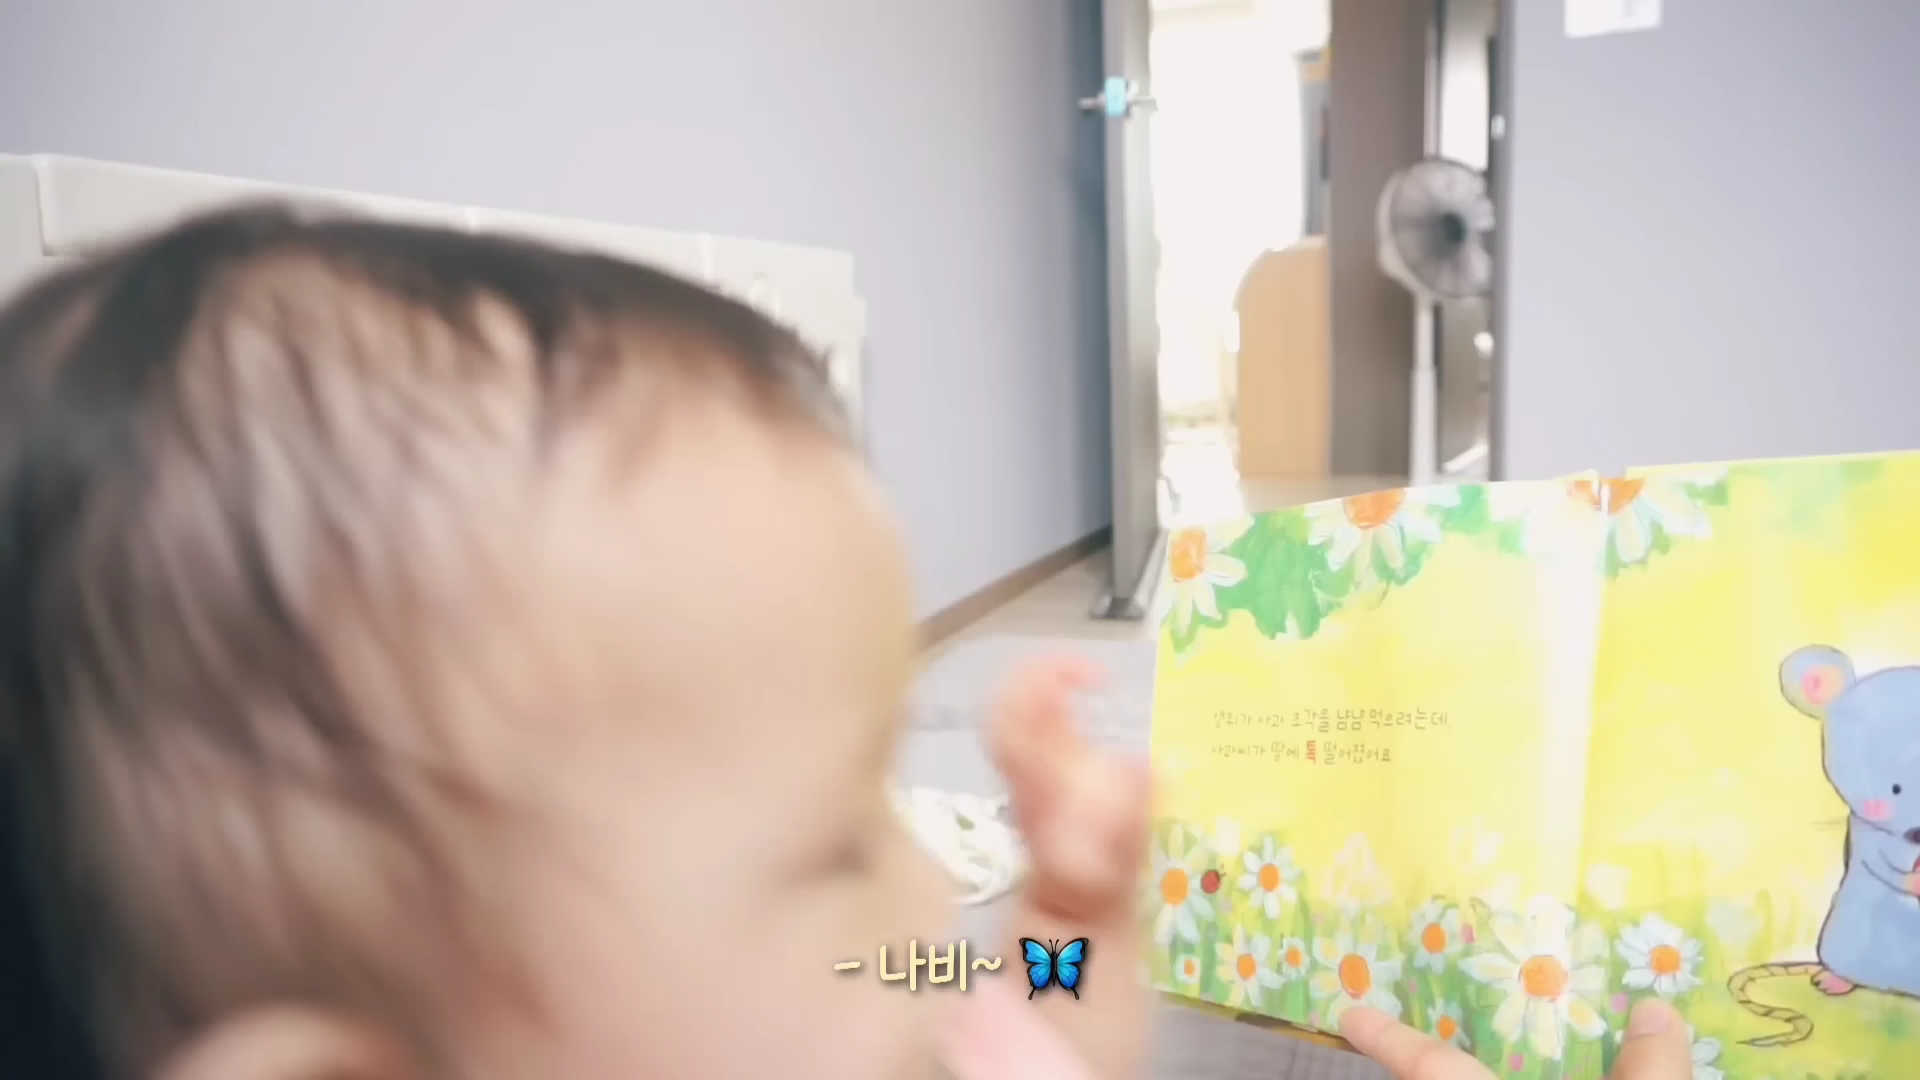 생쥐가 사과 조각을 냠냠 먹으려는데,
사과씨가 땅에 톡 떨어졌어요.
- 나비~